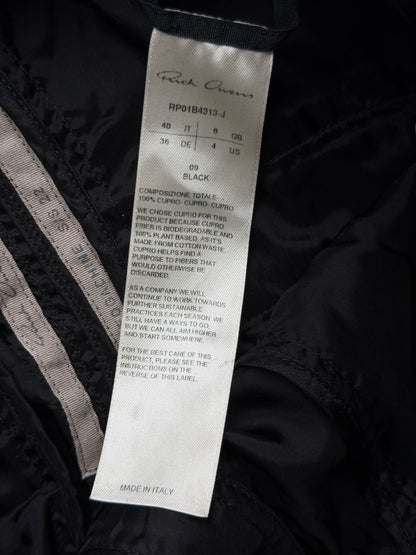 Rick Owens
RP01B4313-J
40 IT 8 GB
36 DE 4 US
09
BLACK
COMPOSIZIONE TOTALE
100% CUPRO- CUPRO- CUPRO
WE CHOSE CUPRO FOR THIS
PRODUCT BECAUSE CUPRO
FIBER IS BIODEGRADABLE AND
100% PLANT BASED. AS IT'S
MADE FROM COTTON WASTE,
CUPRO HELPS FIND A
PURPOSE TO FIBERS THAT
WOULD OTHERWISE BE
DISCARDED.
AS A COMPANY WE WILL
CONTINUE TO WORK TOWARDS
FURTHER SUSTAINABLE
PRACTICES EACH SEASON. WE
STILL HAVE A WAYS TO GO,
BUT WE CAN ALL AIM HIGHER
AND START SOMEWHERE.
FOR THE BEST CARE OF THIS
PRODUCT, PLEASE SEE THE
INSTRUCTIONS ON THE
REVERSE OF THIS LABEL.
MADE IN ITALY
S/S 22